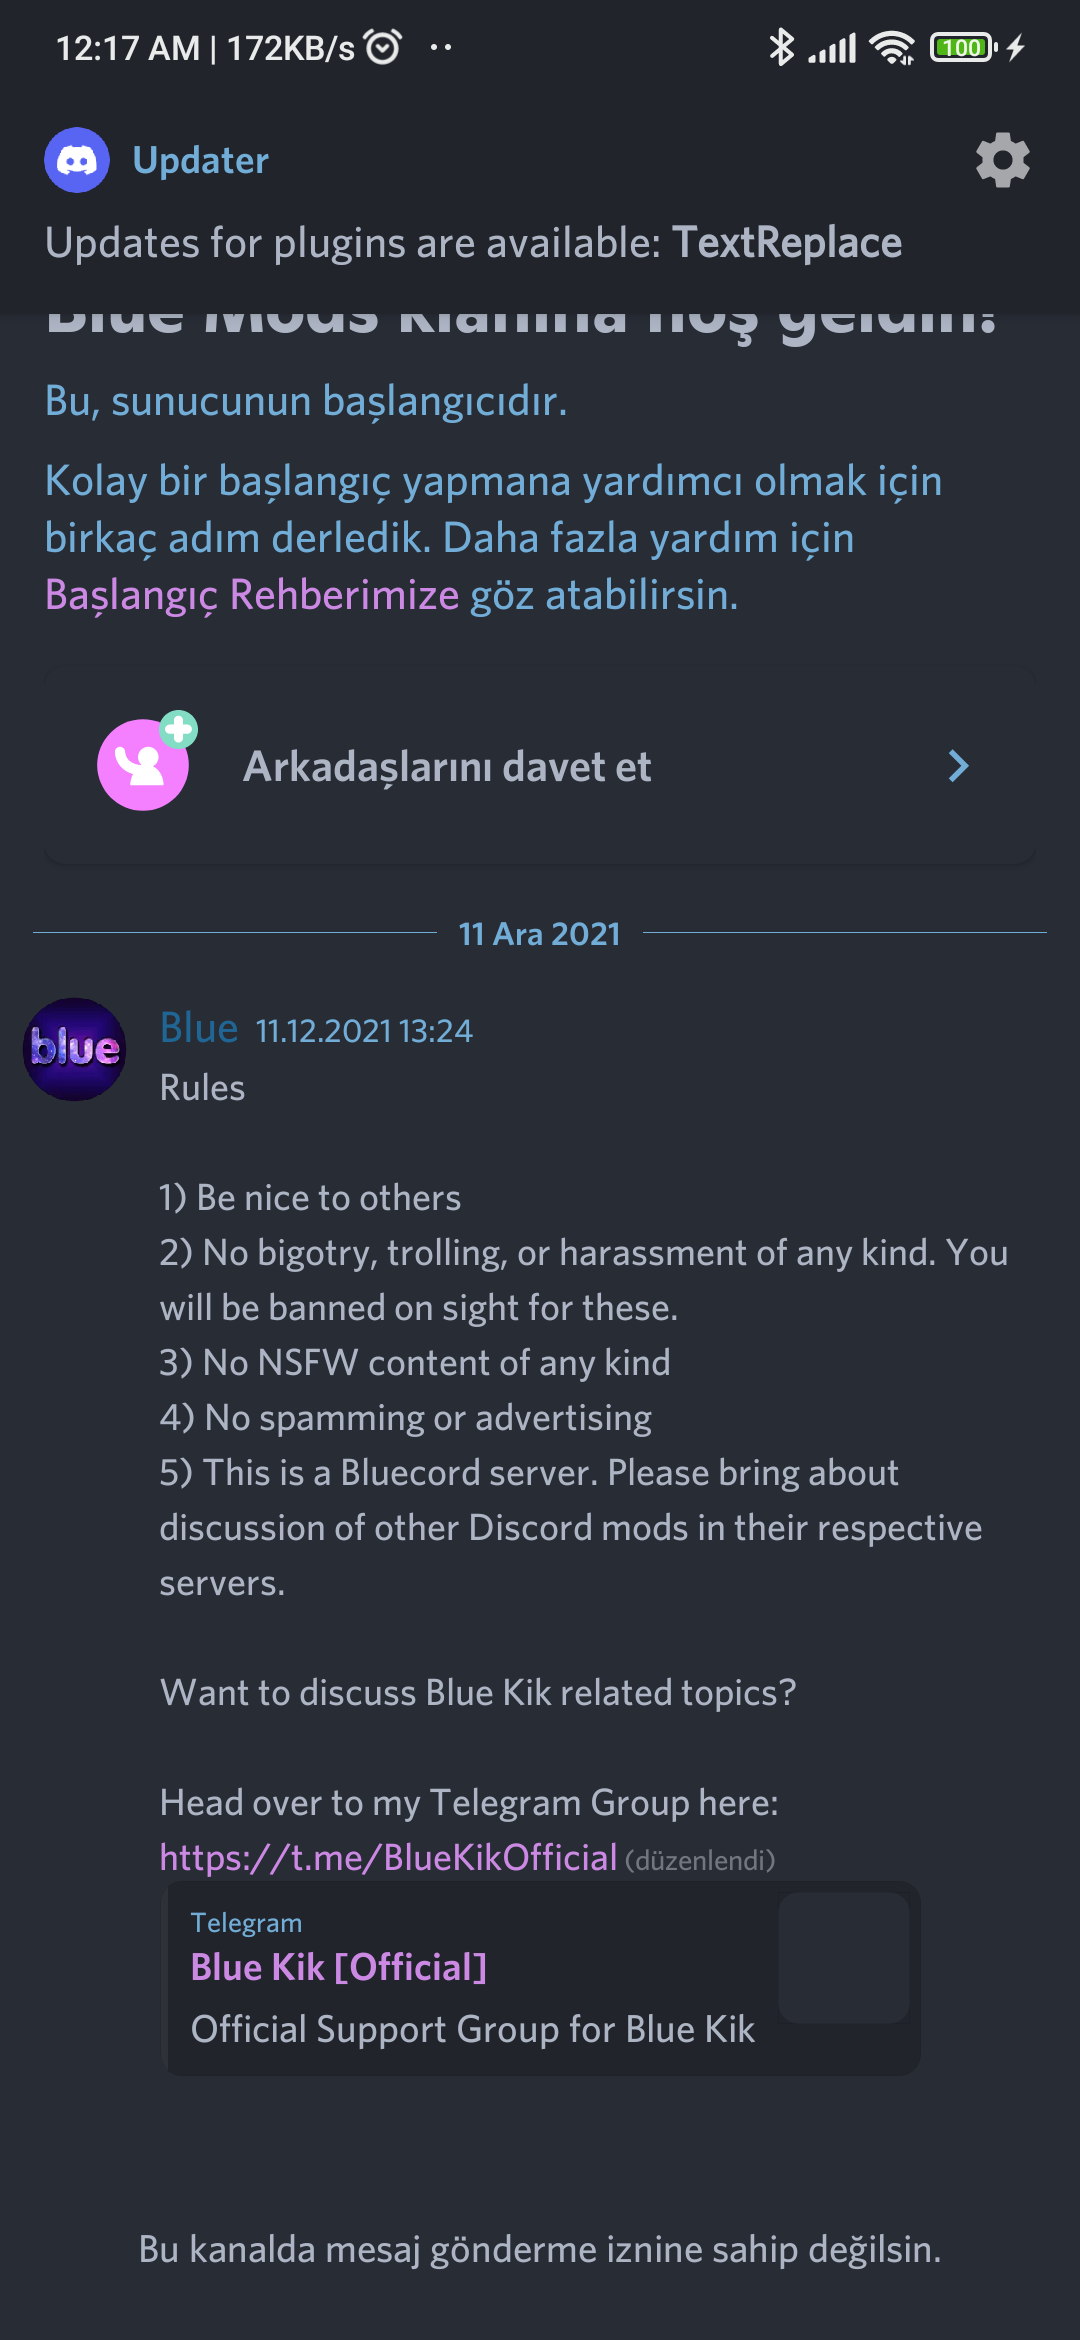 12:17 AM | 172KB/s
100
Updater
Updates for plugins are available: TextReplace
Blue Mods klanına hoş geldin!
Bu, sunucunun başlangıcıdır.
Kolay bir başlangıç yapmana yardımcı olmak için
birkaç adım derledik. Daha fazla yardım için
Başlangıç Rehberimize göz atabilirsin.
Arkadaşlarını davet et
11 Ara 2021
blue
Blue 11.12.2021 13:24
Rules
1) Be nice to others
2) No bigotry, trolling, or harassment of any kind. You
will be banned on sight for these.
3) No NSFW content of any kind
4) No spamming or advertising
5) This is a Bluecord server. Please bring about
discussion of other Discord mods in their respective
servers.
Want to discuss Blue Kik related topics?
Head over to my Telegram Group here:
https://t.me/BlueKikOfficial (düzenlendi)
Telegram
Blue Kik [Official]
Official Support Group for Blue Kik
Bu kanalda mesaj gönderme iznine sahip değilsin.